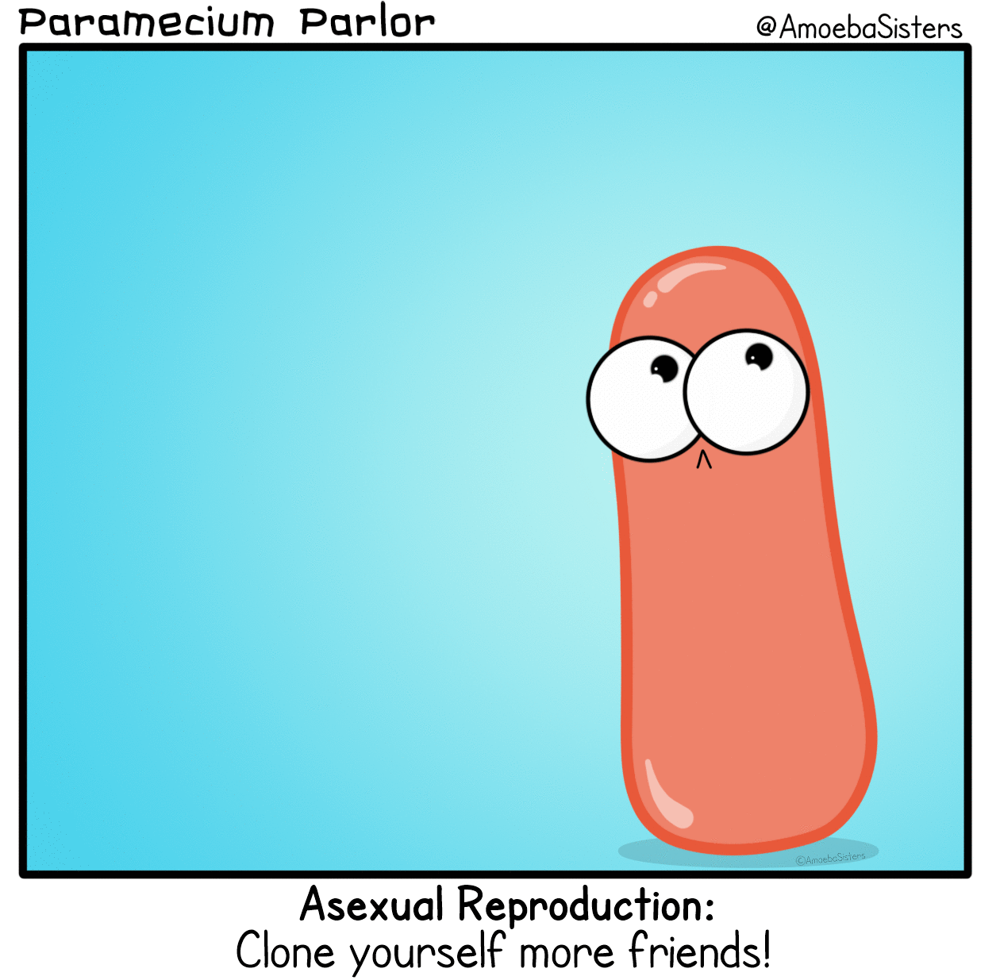 Paramecium Parlor
@AmoebaSisters
©AmoebaSisters
Asexual Reproduction:
Clone yourself more friends!